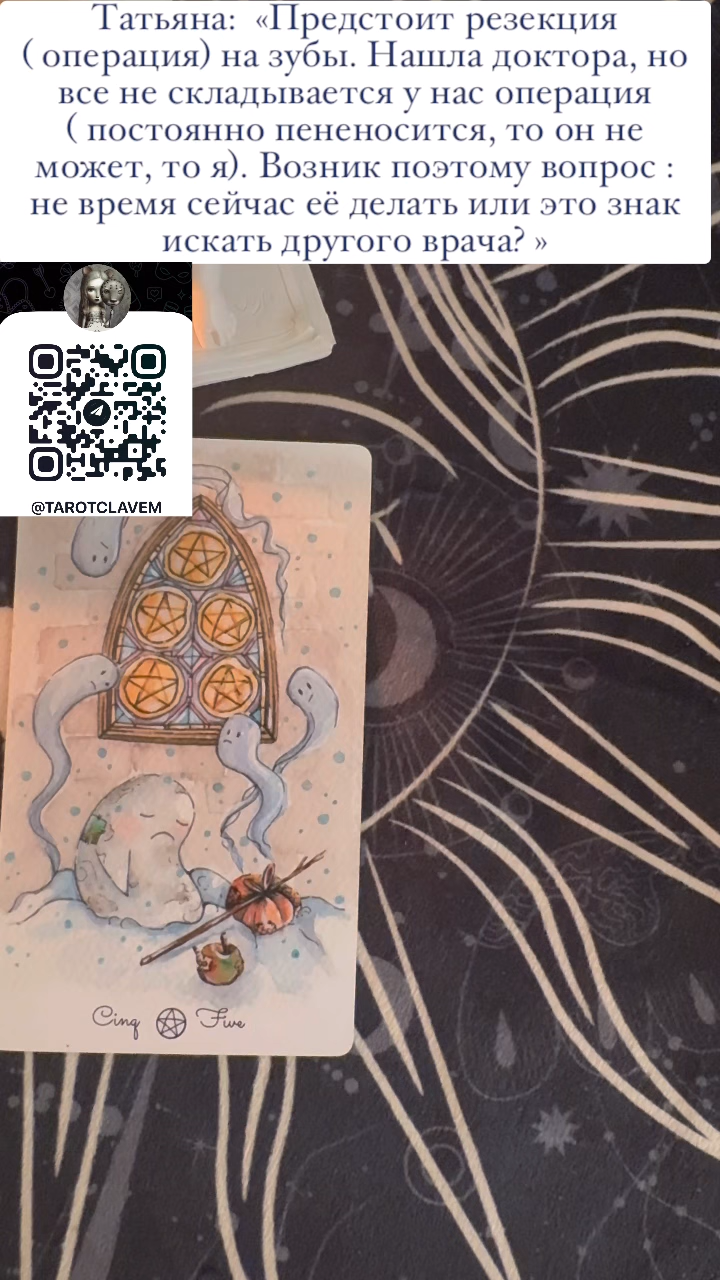 Татьяна: «Предстоит резекция
( операция) на зубы. Нашла доктора, но
все не складывается у нас операция
( постоянно пененосится, то он не
может, то я). Возник поэтому вопрос :
не время сейчас её делать или это знак
искать другого врача? »
@TAROTCLAVEM
Cinq Five